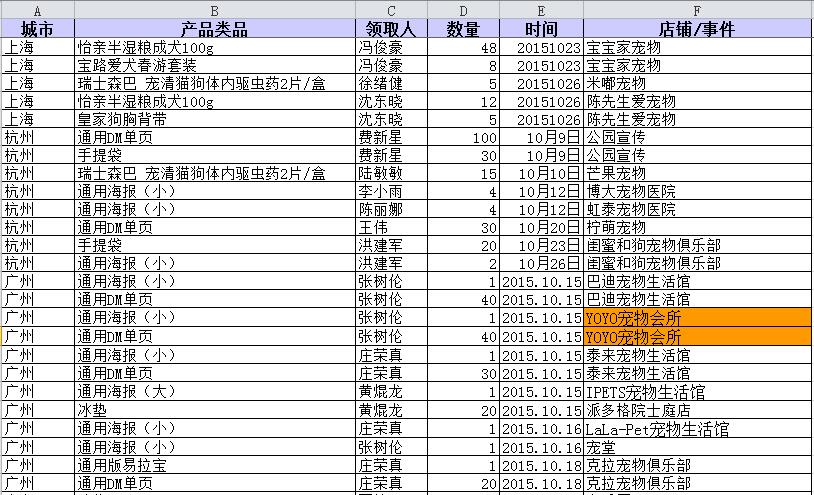 A B C D E F
城市 产品类品 领取人 数量 时间 店铺/事件
上海 怡亲半湿粮成犬100g 冯俊豪 48 20151023 宝宝家宠物
上海 宝路爱犬春游套装 冯俊豪 8 20151023 宝宝家宠物
上海 瑞士森巴 宠清猫狗体内驱虫药2片/盒 徐绪健 5 20151026 米嘟宠物
上海 怡亲半湿粮成犬100g 沈东晓 12 20151026 陈先生爱宠物
上海 皇家狗胸背带 沈东晓 5 20151026 陈先生爱宠物
杭州 通用DM单页 费新星 100 10月9日 公园宣传
杭州 手提袋 费新星 30 10月9日 公园宣传
杭州 瑞士森巴 宠清猫狗体内驱虫药2片/盒 陆敏敏 15 10月10日 芒果宠物
杭州 通用海报（小） 李小雨 4 10月12日 博大宠物医院
杭州 通用海报（小） 陈丽娜 4 10月12日 虹泰宠物医院
杭州 通用DM单页 王伟 30 10月20日 柠萌宠物
杭州 手提袋 洪建军 20 10月23日 闺蜜和狗宠物俱乐部
杭州 通用海报（小） 洪建军 2 10月26日 闺蜜和狗宠物俱乐部
广州 通用海报（小） 张树伦 1 2015.10.15 巴迪宠物生活馆
广州 通用DM单页 张树伦 40 2015.10.15 巴迪宠物生活馆
广州 通用海报（小） 张树伦 1 2015.10.15 YOYO宠物会所
广州 通用DM单页 张树伦 40 2015.10.15 YOYO宠物会所
广州 通用海报（小） 庄荣真 1 2015.10.15 泰来宠物生活馆
广州 通用DM单页 庄荣真 30 2015.10.15 泰来宠物生活馆
广州 通用海报（大） 黄焜龙 1 2015.10.15 IPETS宠物生活馆
广州 冰垫 黄焜龙 20 2015.10.15 派多格院士庭店
广州 通用海报（小） 庄荣真 1 2015.10.16 LaLa-Pet宠物生活馆
广州 通用海报（小） 张树伦 1 2015.10.16 宠堂
广州 通用版易拉宝 庄荣真 1 2015.10.18 克拉宠物俱乐部
广州 通用DM单页 庄荣真 20 2015.10.18 克拉宠物俱乐部